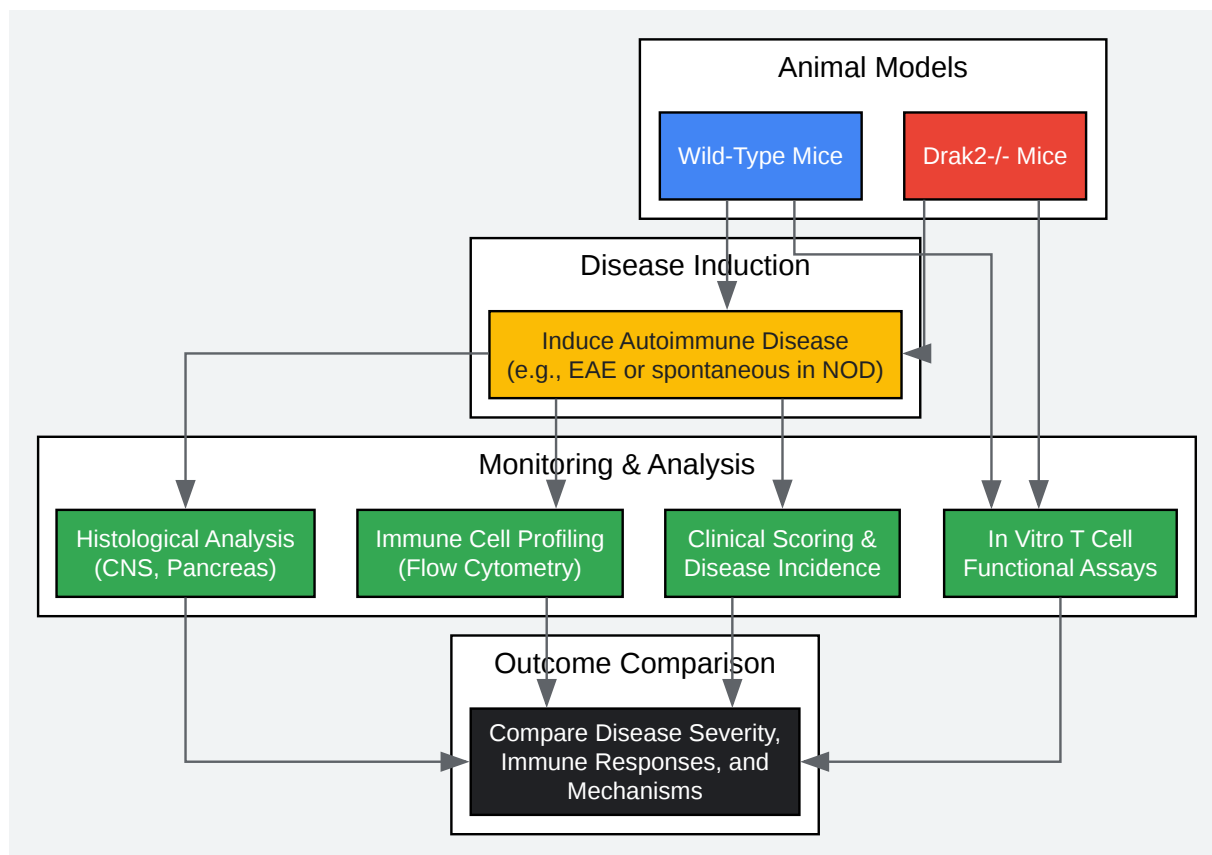 Animal Models
Wild-Type Mice
Drak2-/- Mice
Disease Induction
Induce Autoimmune Disease
(e.g., EAE or spontaneous in NOD)
Monitoring & Analysis
Histological Analysis
(CNS, Pancreas)
Immune Cell Profiling
(Flow Cytometry)
Clinical Scoring &
Disease Incidence
In Vitro T Cell
Functional Assays
Outcome Comparison
Compare Disease Severity,
Immune Responses, and
Mechanisms